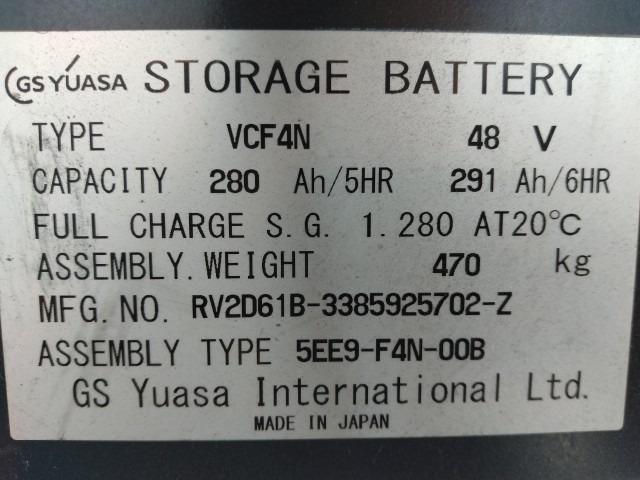 GS YUASA STORAGE BATTERY
TYPE VCF4N 48 V
CAPACITY 280 Ah/5HR 291 Ah/6HR
FULL CHARGE S.G. 1.280 AT20℃
ASSEMBLY.WEIGHT 470 kg
MFG.NO. RV2D61B-3385925702-Z
ASSEMBLY TYPE 5EE9-F4N-00B
GS Yuasa International Ltd.
MADE IN JAPAN